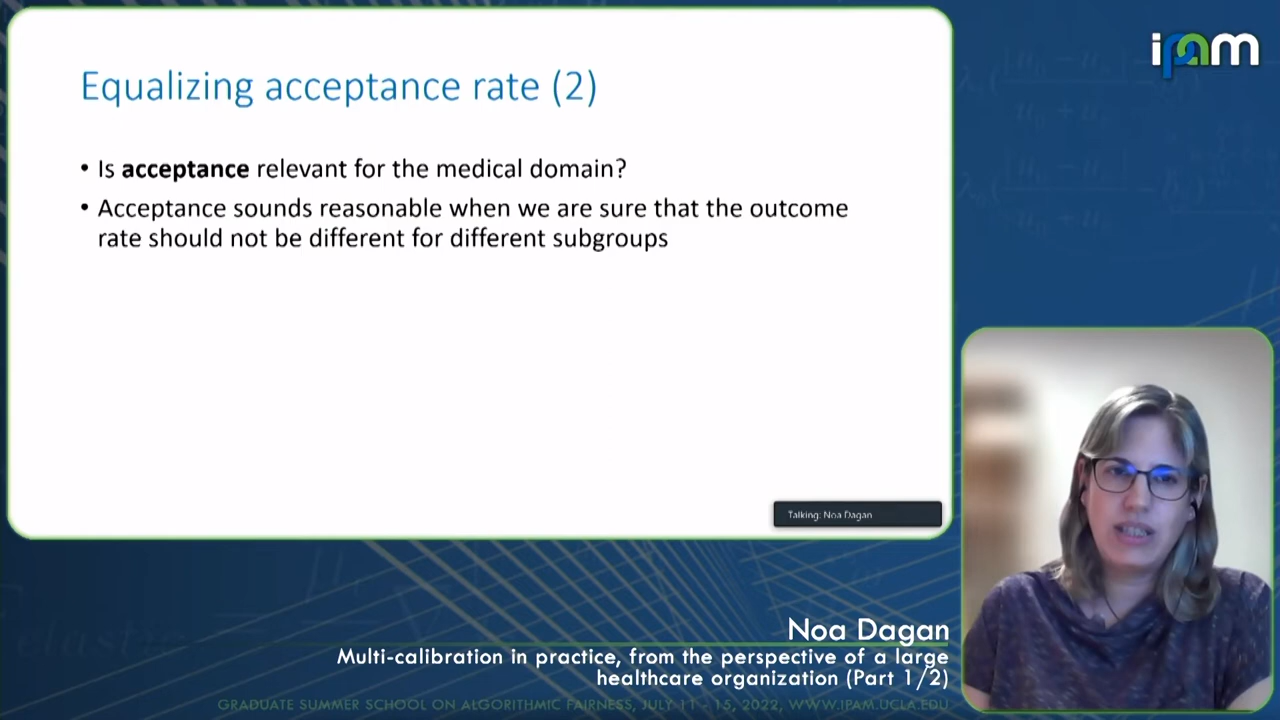 Equalizing acceptance rate (2)
• Is acceptance relevant for the medical domain?
• Acceptance sounds reasonable when we are sure that the outcome
rate should not be different for different subgroups
Talking: Noa Dagan
ipam
Noa Dagan
Multi-calibration in practice, from the perspective of a large
healthcare organization (Part 1/2)
GRADUATE SUMMER SCHOOL ON ALGORITHMIC FAIRNESS, JULY 11 - 15, 2022, WWW.IPAM.UCLA.EDU